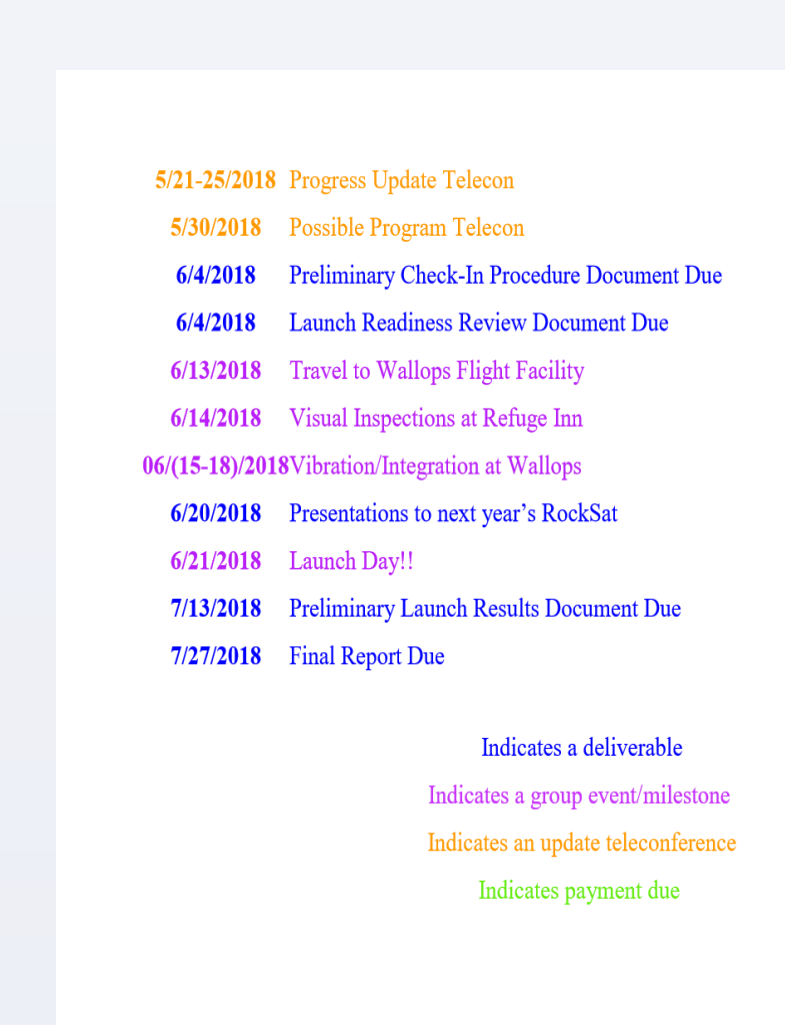 5/21-25/2018 Progress Update Telecon
5/30/2018 Possible Program Telecon
6/4/2018 Preliminary Check-In Procedure Document Due
6/4/2018 Launch Readiness Review Document Due
6/13/2018 Travel to Wallops Flight Facility
6/14/2018 Visual Inspections at Refuge Inn
06/(15-18)/2018Vibration/Integration at Wallops
6/20/2018 Presentations to next year’s RockSat
6/21/2018 Launch Day!!
7/13/2018 Preliminary Launch Results Document Due
7/27/2018 Final Report Due
Indicates a deliverable
Indicates a group event/milestone
Indicates an update teleconference
Indicates payment due